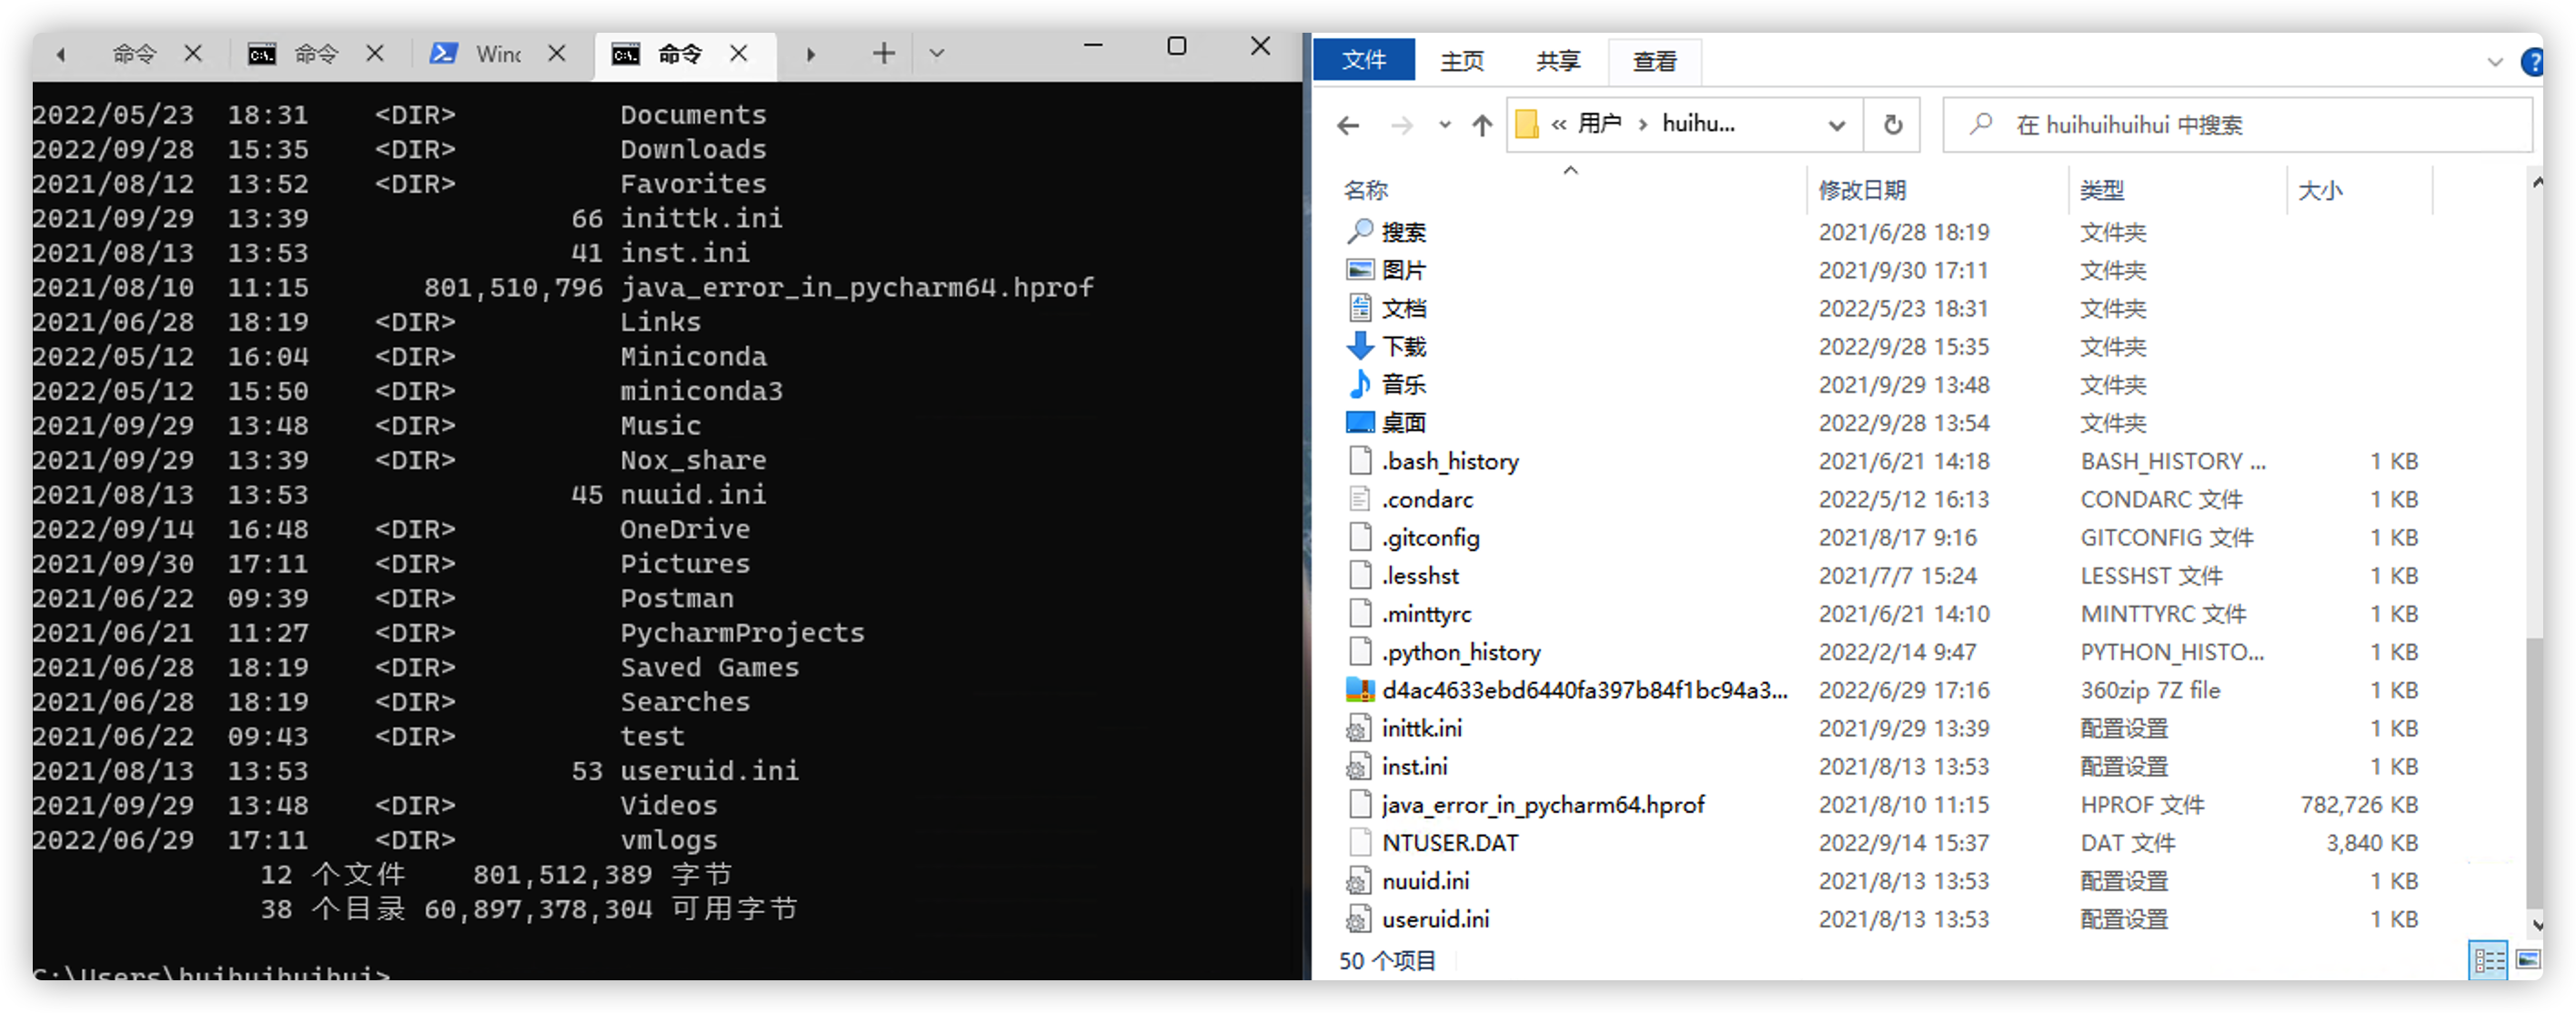 命令 命令 Winc 命令
2022/05/23 18:31 <DIR> Documents
2022/09/28 15:35 <DIR> Downloads
2021/08/12 13:52 <DIR> Favorites
2021/09/29 13:39 66 inittk.ini
2021/08/13 13:53 41 inst.ini
2021/08/10 11:15 801,510,796 java_error_in_pycharm64.hprof
2021/06/28 18:19 <DIR> Links
2022/05/12 16:04 <DIR> Miniconda
2022/05/12 15:50 <DIR> miniconda3
2021/09/29 13:48 <DIR> Music
2021/09/29 13:39 <DIR> Nox_share
2021/08/13 13:53 45 nuuid.ini
2022/09/14 16:48 <DIR> OneDrive
2021/09/30 17:11 <DIR> Pictures
2021/06/22 09:39 <DIR> Postman
2021/06/21 11:27 <DIR> PycharmProjects
2021/06/28 18:19 <DIR> Saved Games
2021/06/28 18:19 <DIR> Searches
2021/06/22 09:43 <DIR> test
2021/08/13 13:53 53 useruid.ini
2021/09/29 13:48 <DIR> Videos
2022/06/29 17:11 <DIR> vmlogs
12 个文件 801,512,389 字节
38 个目录 60,897,378,304 可用字节
C:\Users\huihuihuihui>
文件 主页 共享 查看
« 用户 › huihu... 在 huihuihuihui 中搜索
名称 修改日期 类型 大小
搜索 2021/6/28 18:19 文件夹
图片 2021/9/30 17:11 文件夹
文档 2022/5/23 18:31 文件夹
下载 2022/9/28 15:35 文件夹
音乐 2021/9/29 13:48 文件夹
桌面 2022/9/28 13:54 文件夹
.bash_history 2021/6/21 14:18 BASH_HISTORY ... 1 KB
.condarc 2022/5/12 16:13 CONDARC 文件 1 KB
.gitconfig 2021/8/17 9:16 GITCONFIG 文件 1 KB
.lesshst 2021/7/7 15:24 LESSHST 文件 1 KB
.minttyrc 2021/6/21 14:10 MINTTYRC 文件 1 KB
.python_history 2022/2/14 9:47 PYTHON_HISTO... 1 KB
d4ac4633ebd6440fa397b84f1bc94a3... 2022/6/29 17:16 360zip 7Z file 1 KB
inittk.ini 2021/9/29 13:39 配置设置 1 KB
inst.ini 2021/8/13 13:53 配置设置 1 KB
java_error_in_pycharm64.hprof 2021/8/10 11:15 HPROF 文件 782,726 KB
NTUSER.DAT 2022/9/14 15:37 DAT 文件 3,840 KB
nuuid.ini 2021/8/13 13:53 配置设置 1 KB
useruid.ini 2021/8/13 13:53 配置设置 1 KB
50 个项目